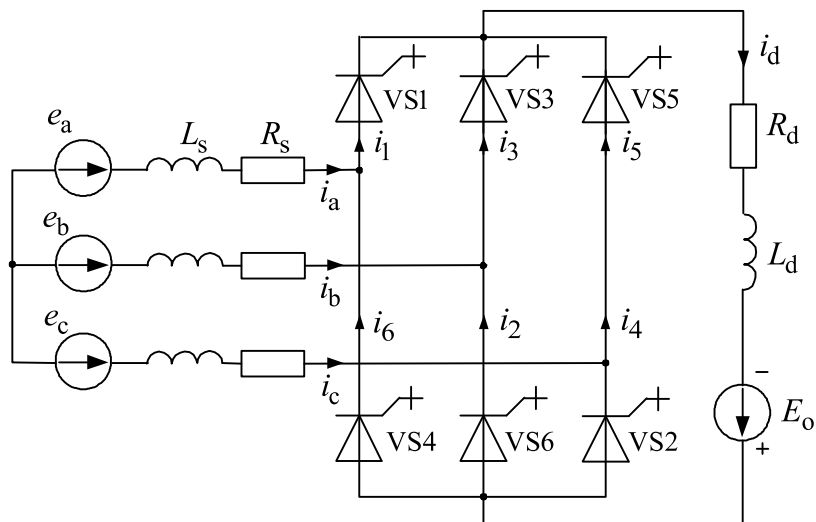 i_d
VS1
VS3
VS5
e_a
L_s
R_s
i_1
i_3
i_5
R_d
i_a
e_b
i_b
L_d
e_c
i_6
i_2
i_4
i_c
−
VS4
VS6
VS2
E_o
+